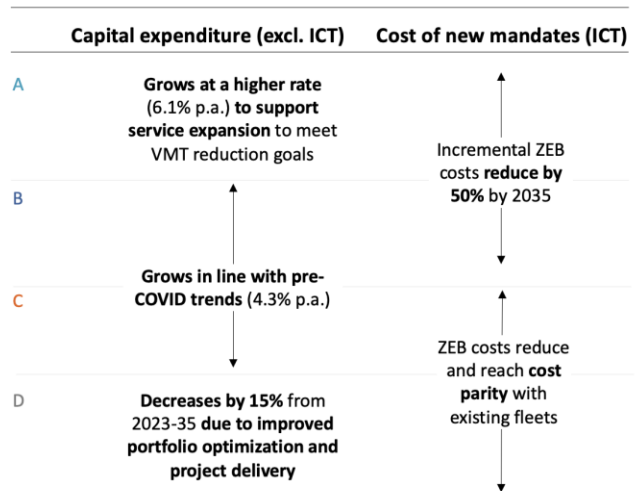 Capital expenditure (excl. ICT)
Cost of new mandates (ICT)
A
Grows at a higher rate
(6.1% p.a.) to support
service expansion to meet
VMT reduction goals
Incremental ZEB
costs reduce by
50% by 2035
B
Grows in line with pre-
COVID trends (4.3% p.a.)
C
ZEB costs reduce
and reach cost
parity with
existing fleets
D
Decreases by 15% from
2023-35 due to improved
portfolio optimization and
project delivery